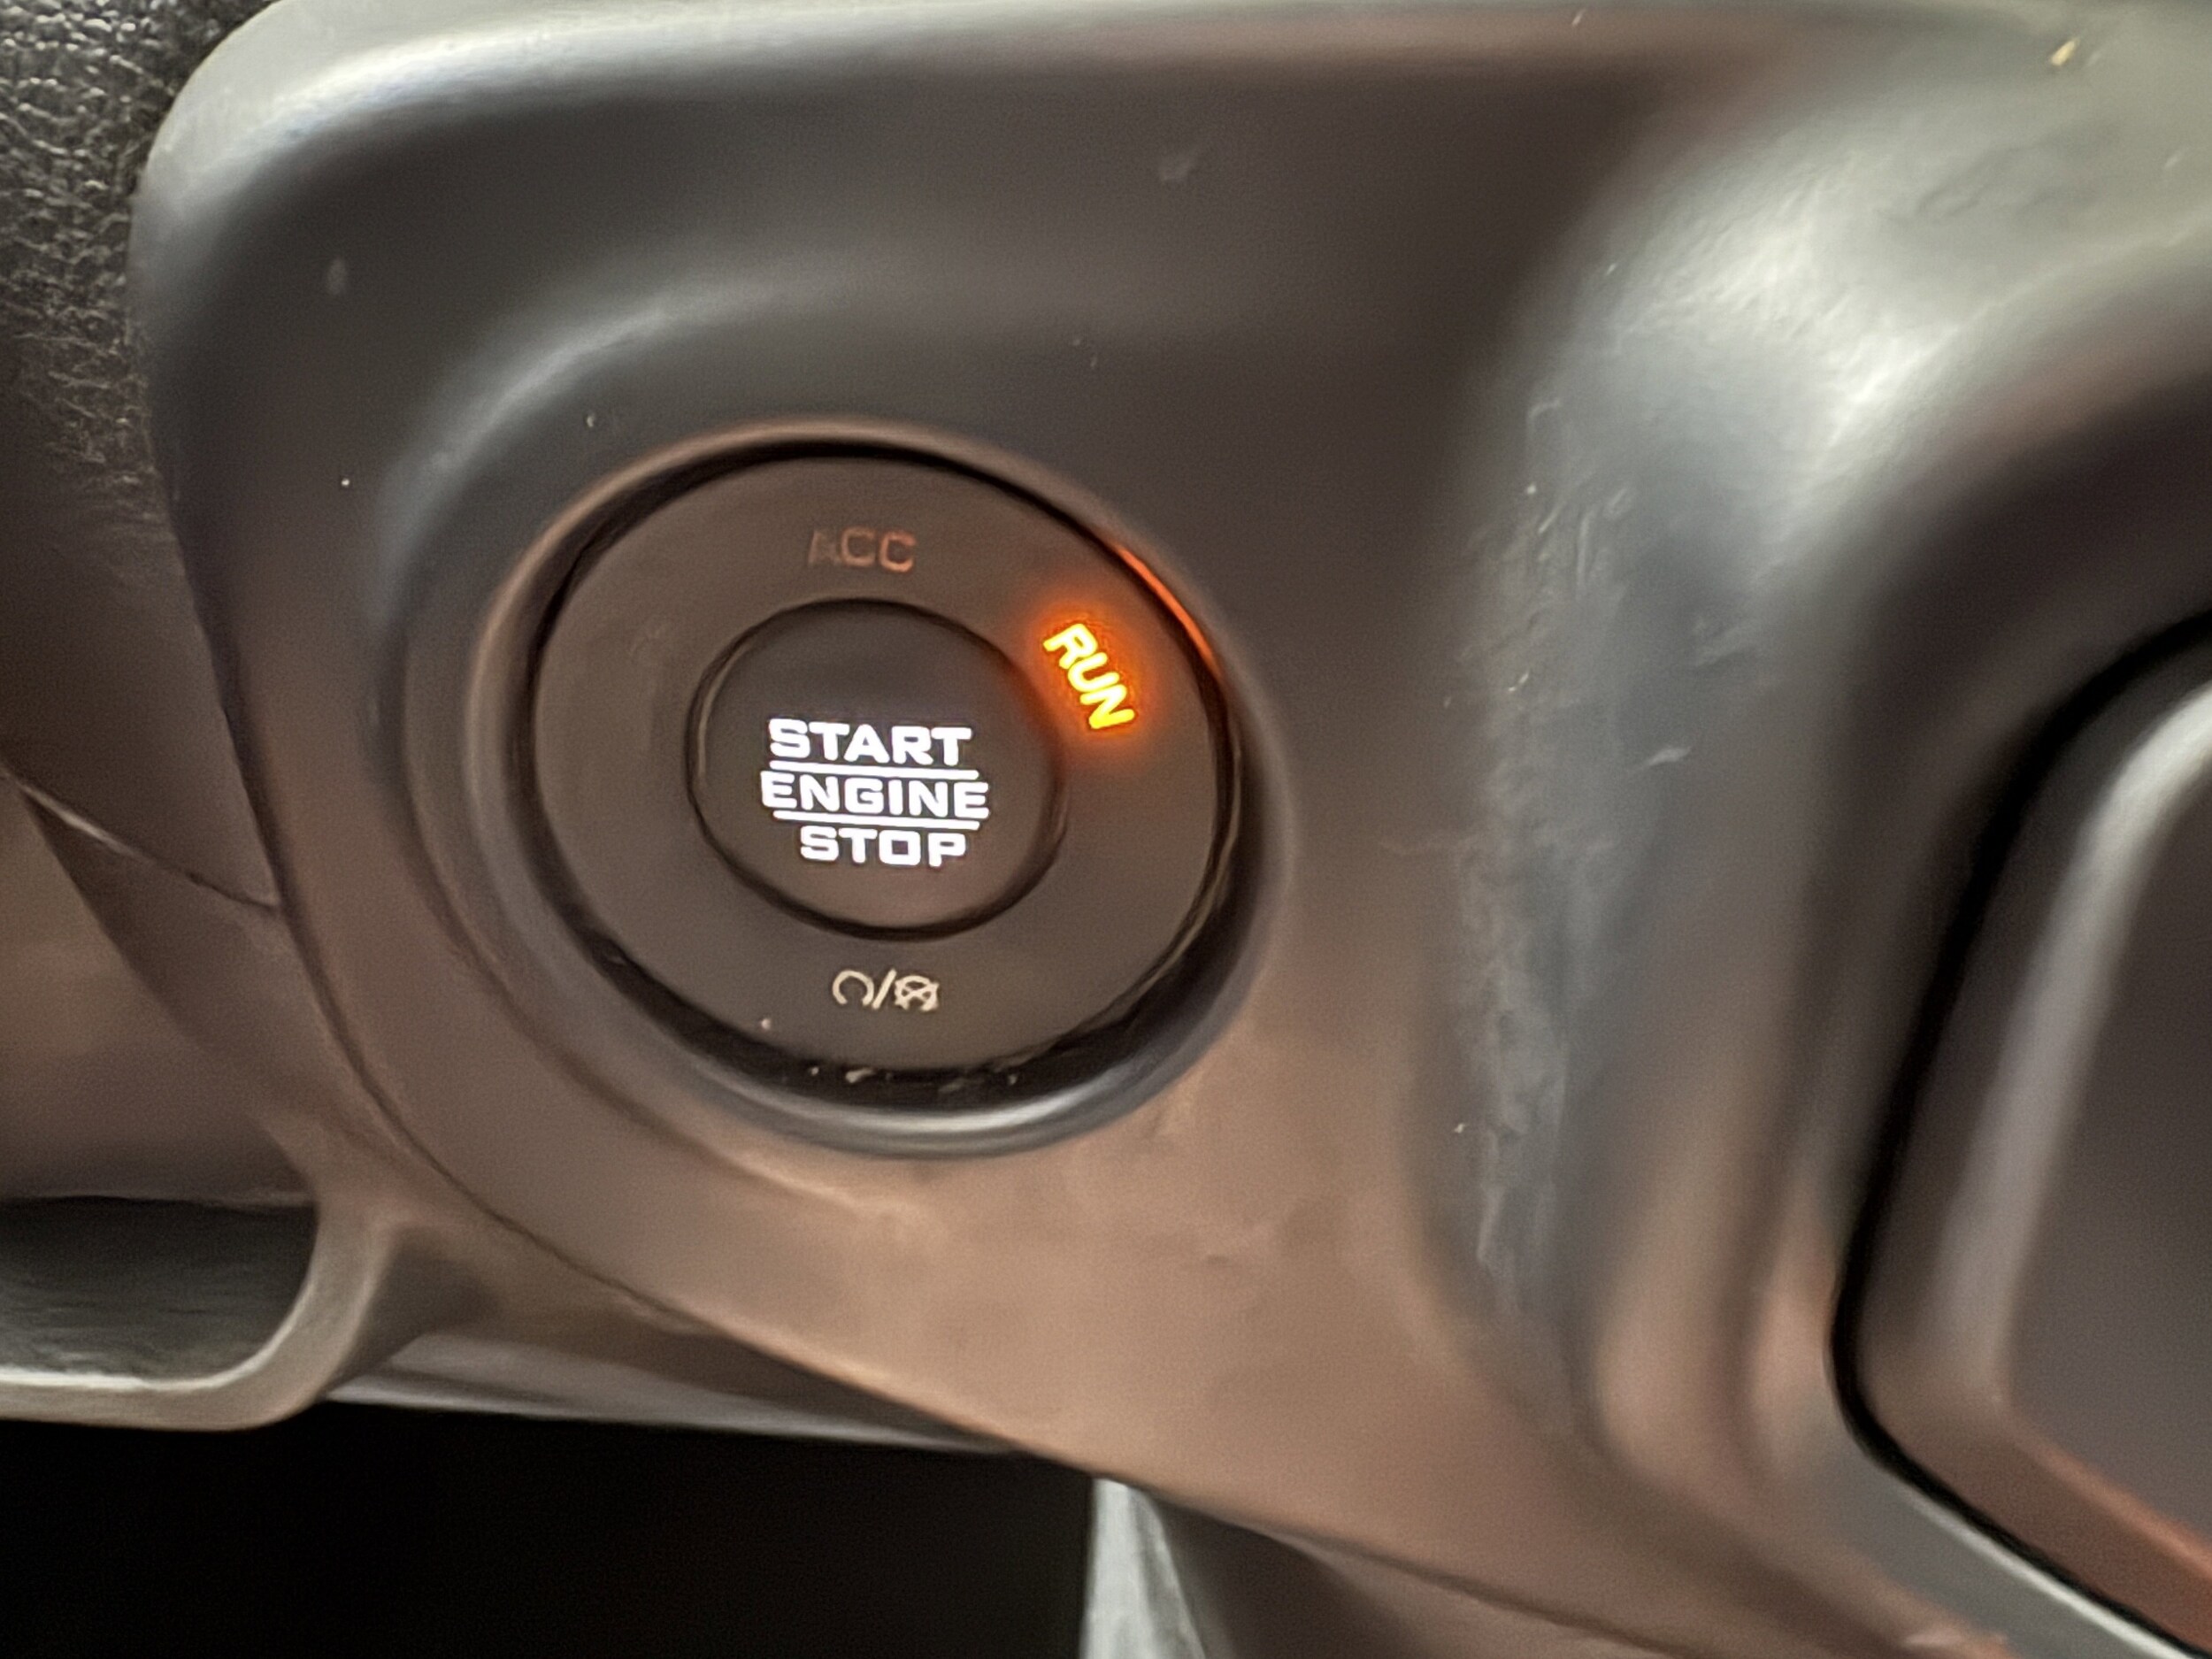 ACC
RUN
START
ENGINE
STOP